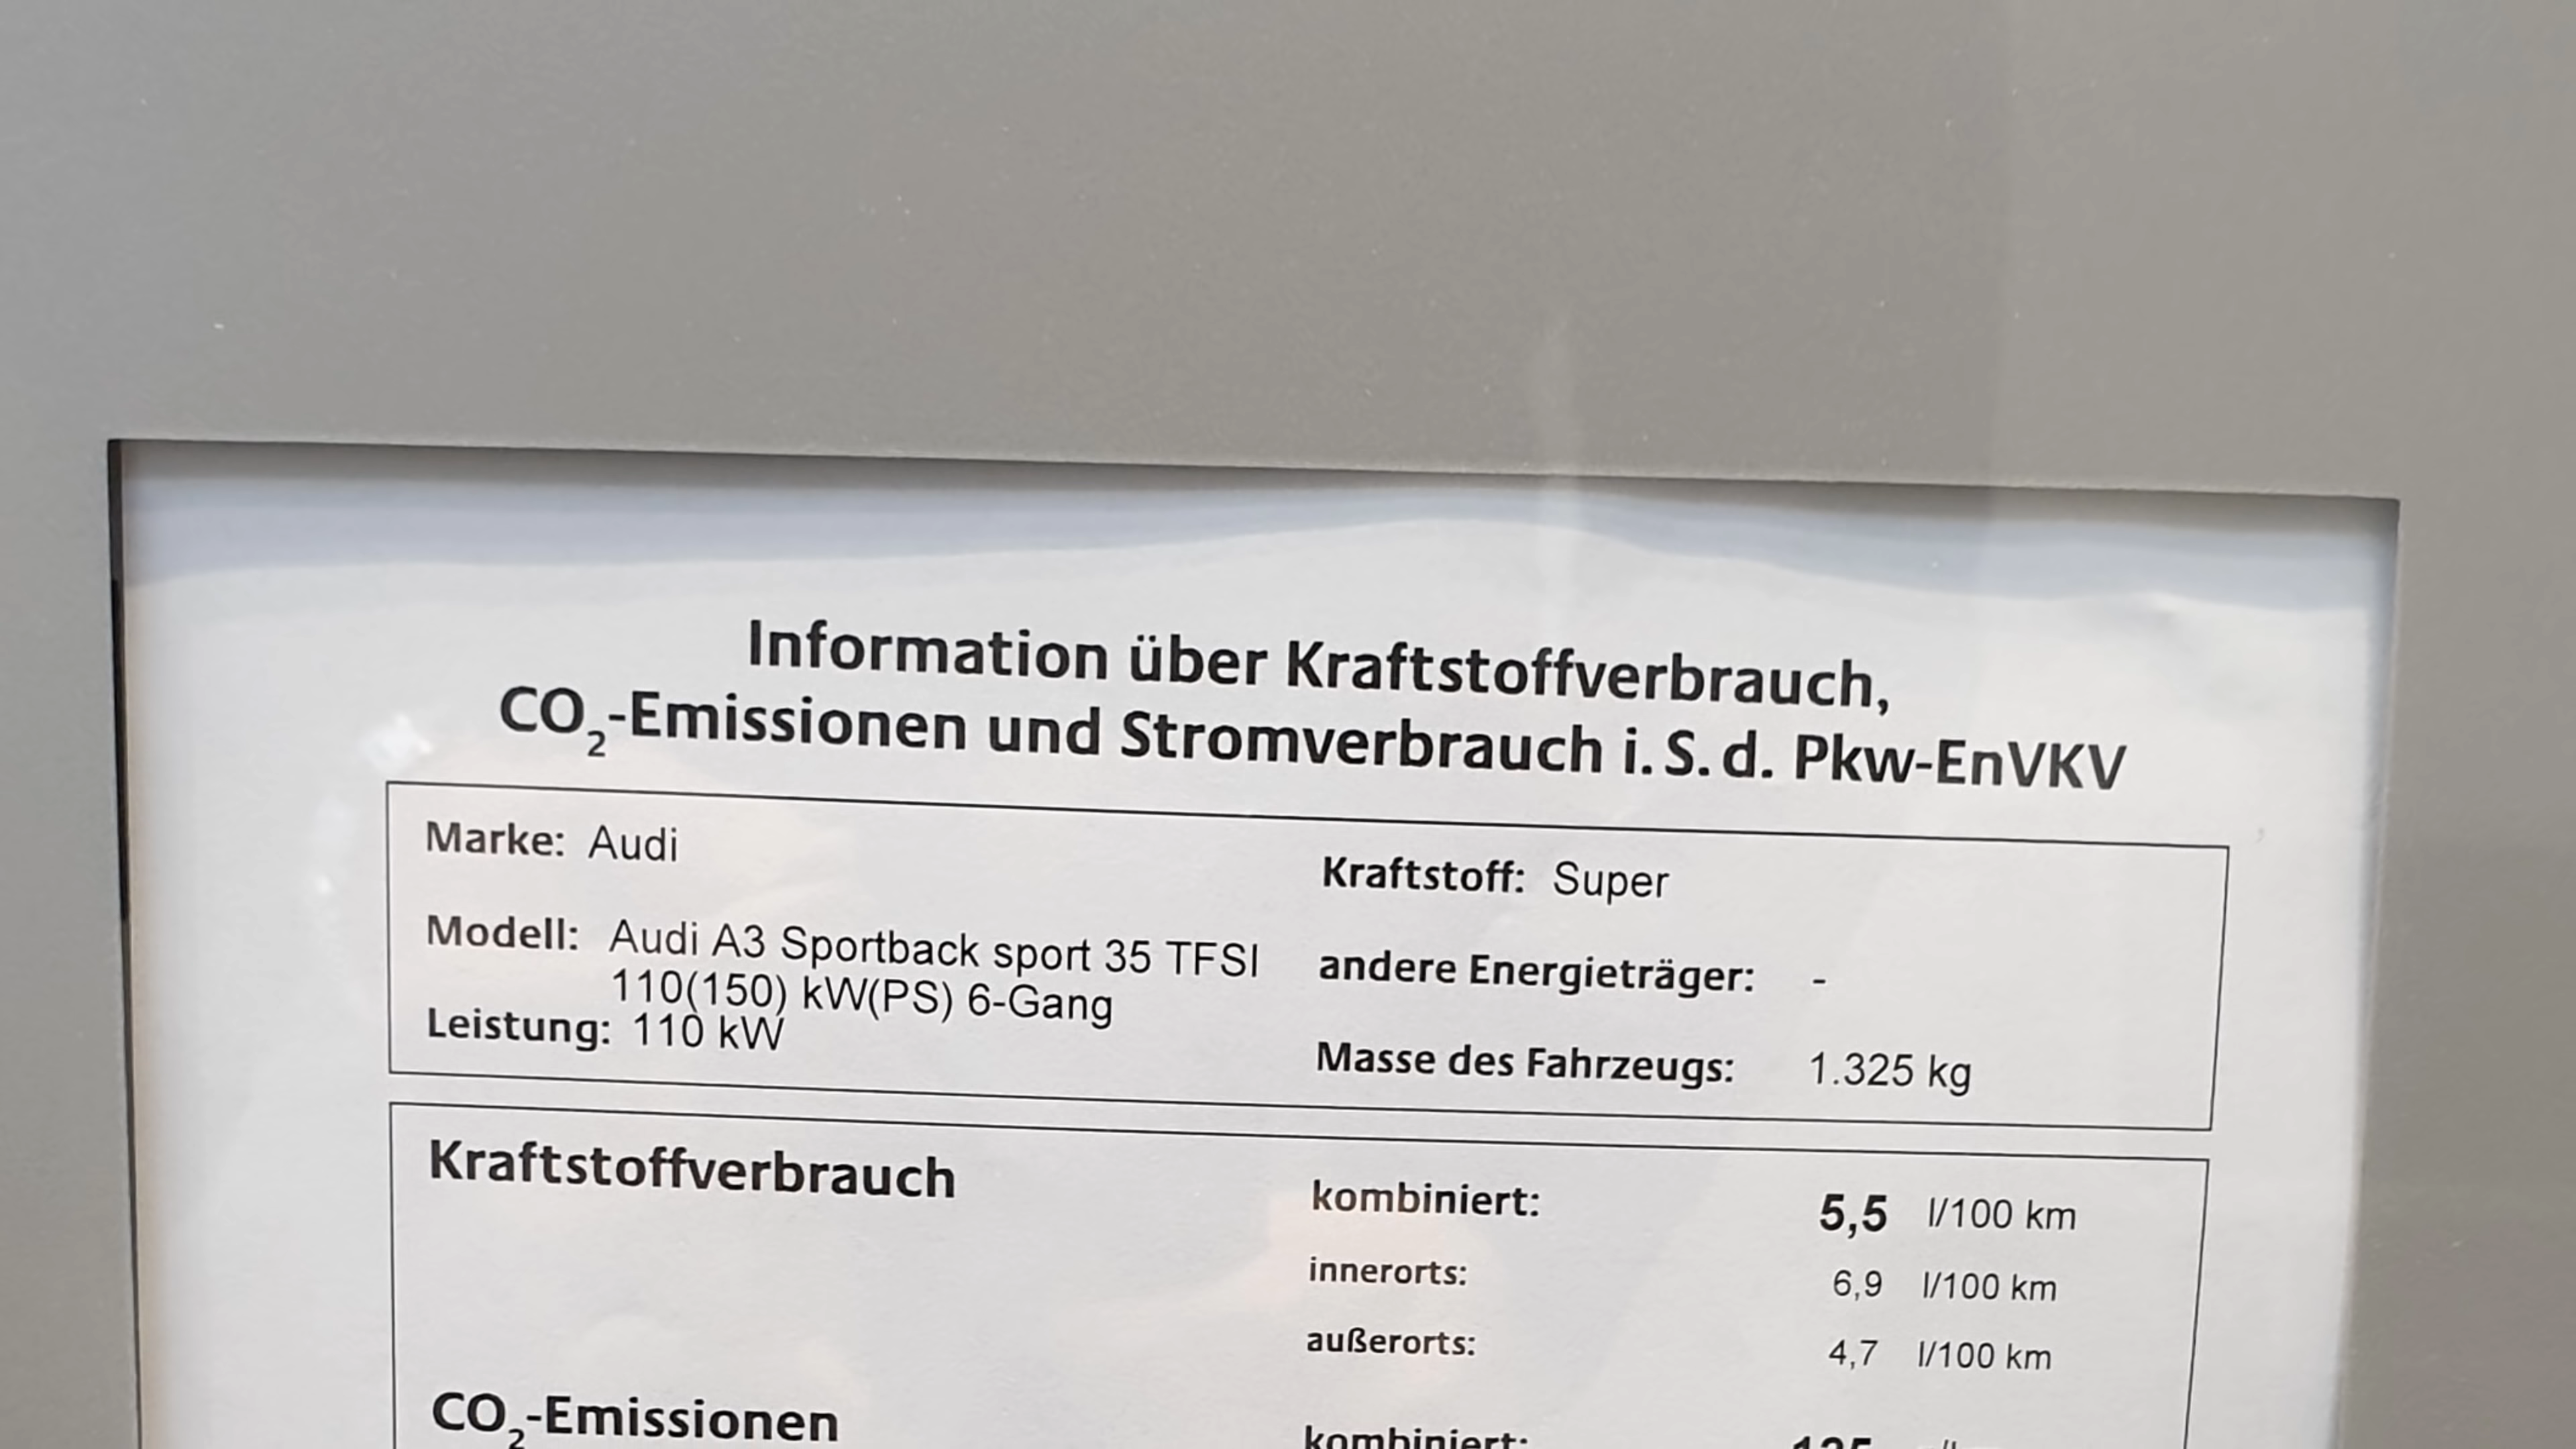 Information über Kraftstoffverbrauch,
CO₂-Emissionen und Stromverbrauch i. S. d. Pkw-EnVKV
Marke: Audi
Modell: Audi A3 Sportback sport 35 TFSI
110(150) kW(PS) 6-Gang
Leistung: 110 kW
Kraftstoff: Super
andere Energieträger: -
Masse des Fahrzeugs: 1.325 kg
Kraftstoffverbrauch
kombiniert: 5,5 l/100 km
innerorts: 6,9 l/100 km
außerorts: 4,7 l/100 km
CO₂-Emissionen
kombiniert: